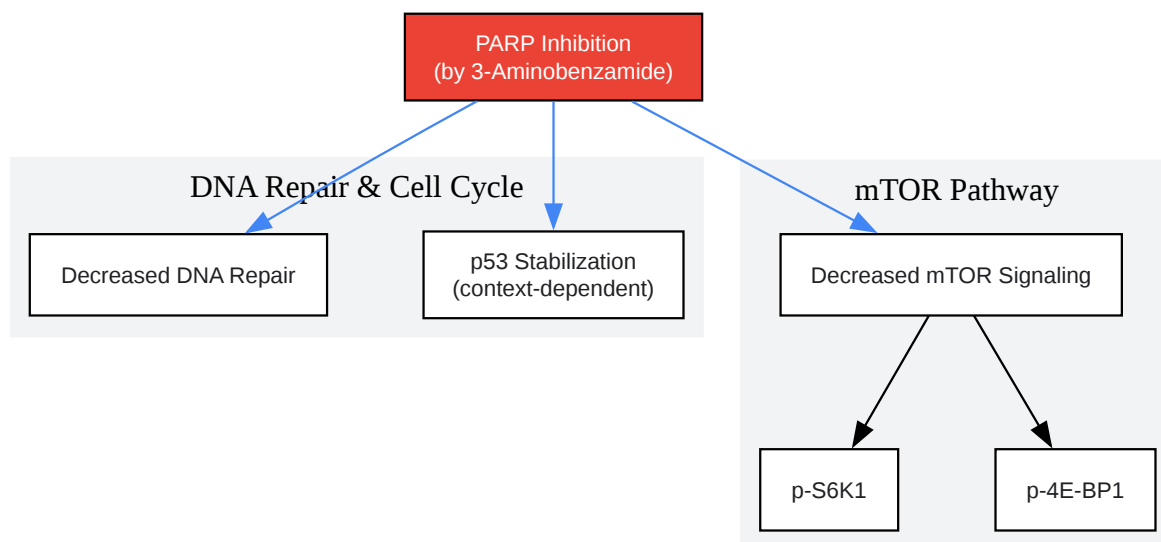 PARP Inhibition
(by 3-Aminobenzamide)
DNA Repair & Cell Cycle
mTOR Pathway
Decreased DNA Repair
p53 Stabilization
(context-dependent)
Decreased mTOR Signaling
p-S6K1
p-4E-BP1